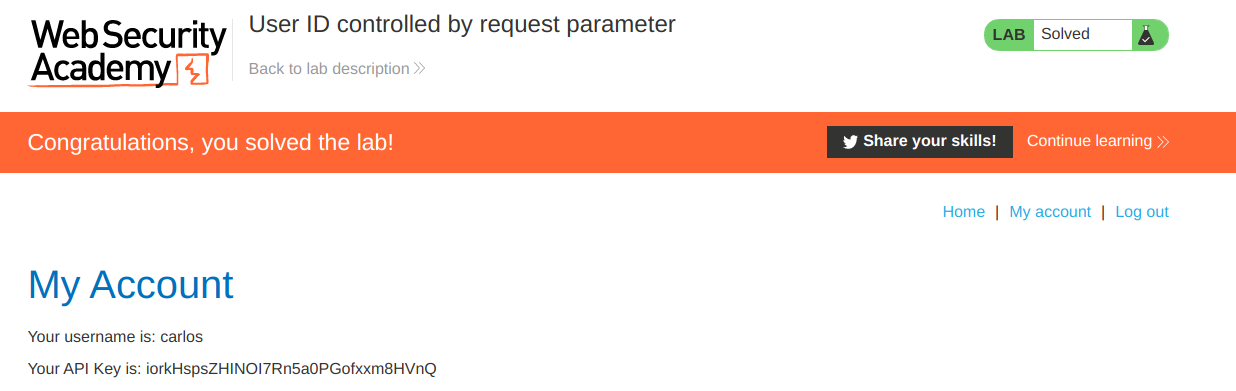 Web Security
Academy
User ID controlled by request parameter
Back to lab description
LAB Solved
Congratulations, you solved the lab!
Share your skills! Continue learning
Home | My account | Log out
My Account
Your username is: carlos
Your API Key is: iorkHspsZHINOI7Rn5a0PGofxxm8HVnQ